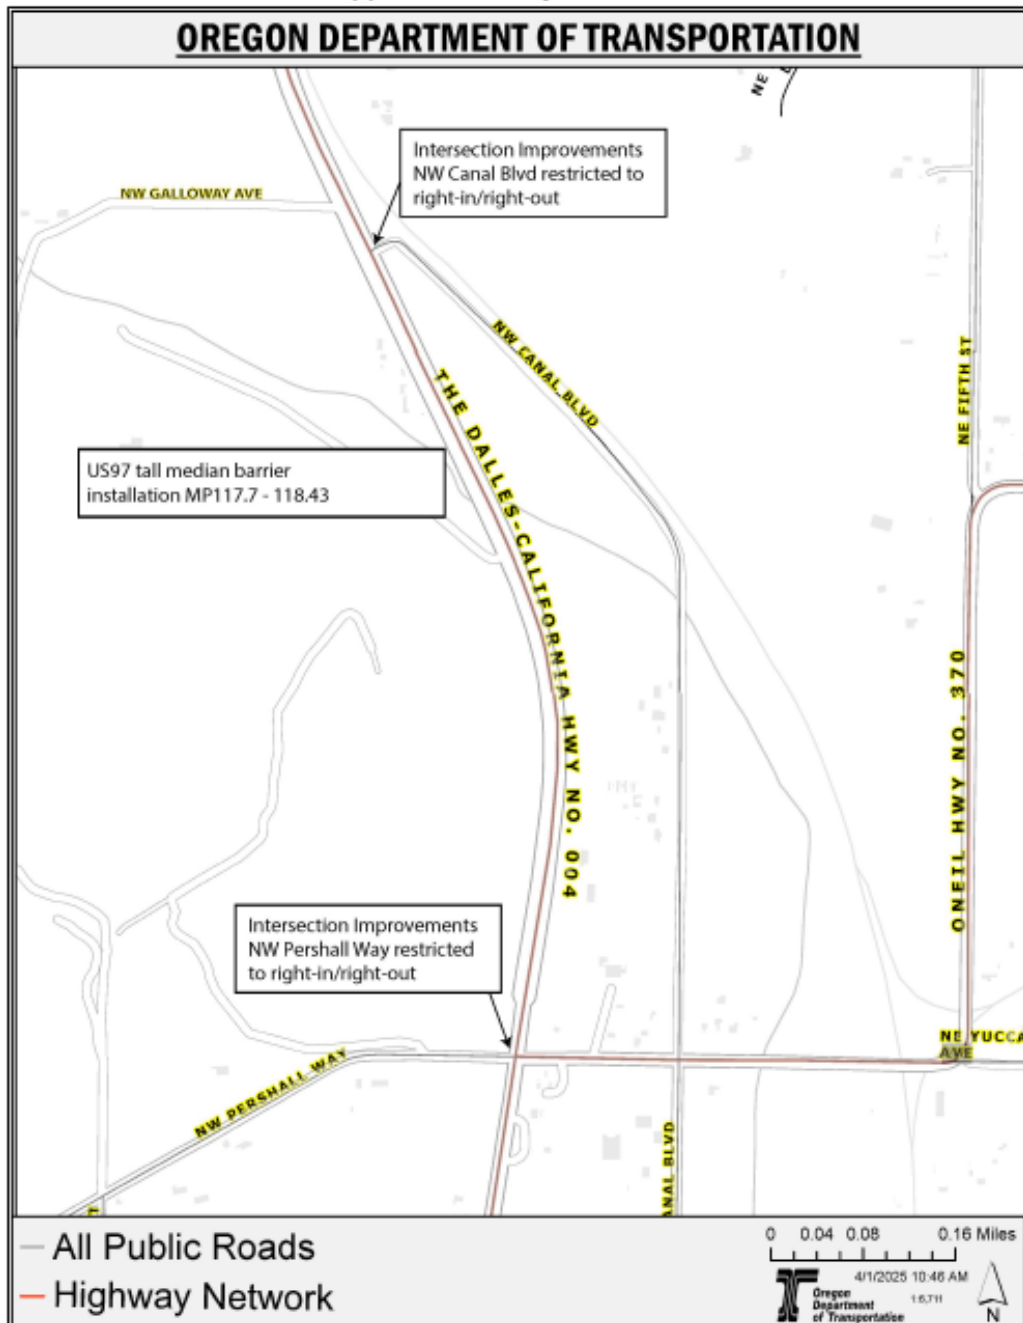 OREGON DEPARTMENT OF TRANSPORTATION
NE
Intersection Improvements
NW Canal Blvd restricted to
right-in/right-out
NW GALLOWAY AVE
NW CANAL BLVD
NE FIFTH ST
THE DALLES-CALIFORNIA HWY NO. 004
US97 tall median barrier
installation MP117.7 - 118.43
ONEIL HWY NO. 370
Intersection Improvements
NW Pershall Way restricted
to right-in/right-out
NE YUCCA
AVE
NW PERSHALL WAY
ANAL BLVD
T
All Public Roads
Highway Network
0 0.04 0.08 0.16 Miles
4/1/2025 10:46 AM
1:6,711
Oregon
Department
of Transportation
N